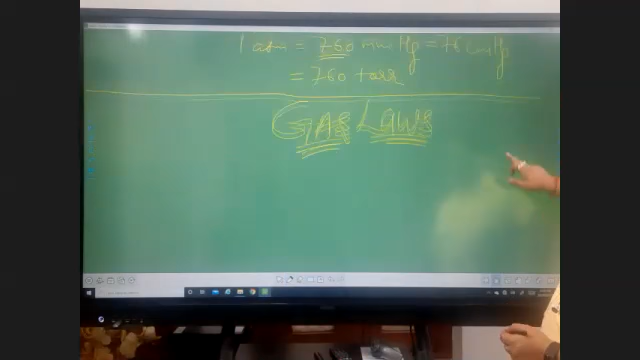 1 atm = 760 mm Hg = 76 cm Hg
= 760 torr
GAS LAWS